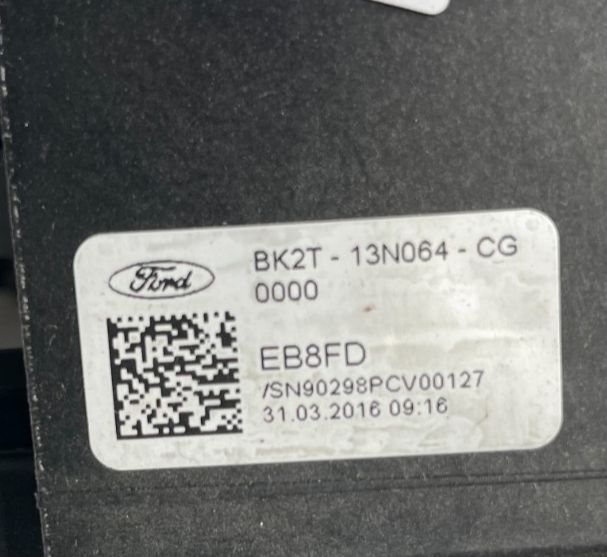 Ford
BK2T - 13N064 - CG
0000
EB8FD
/SN90298PCV00127
31.03.2016 09:16